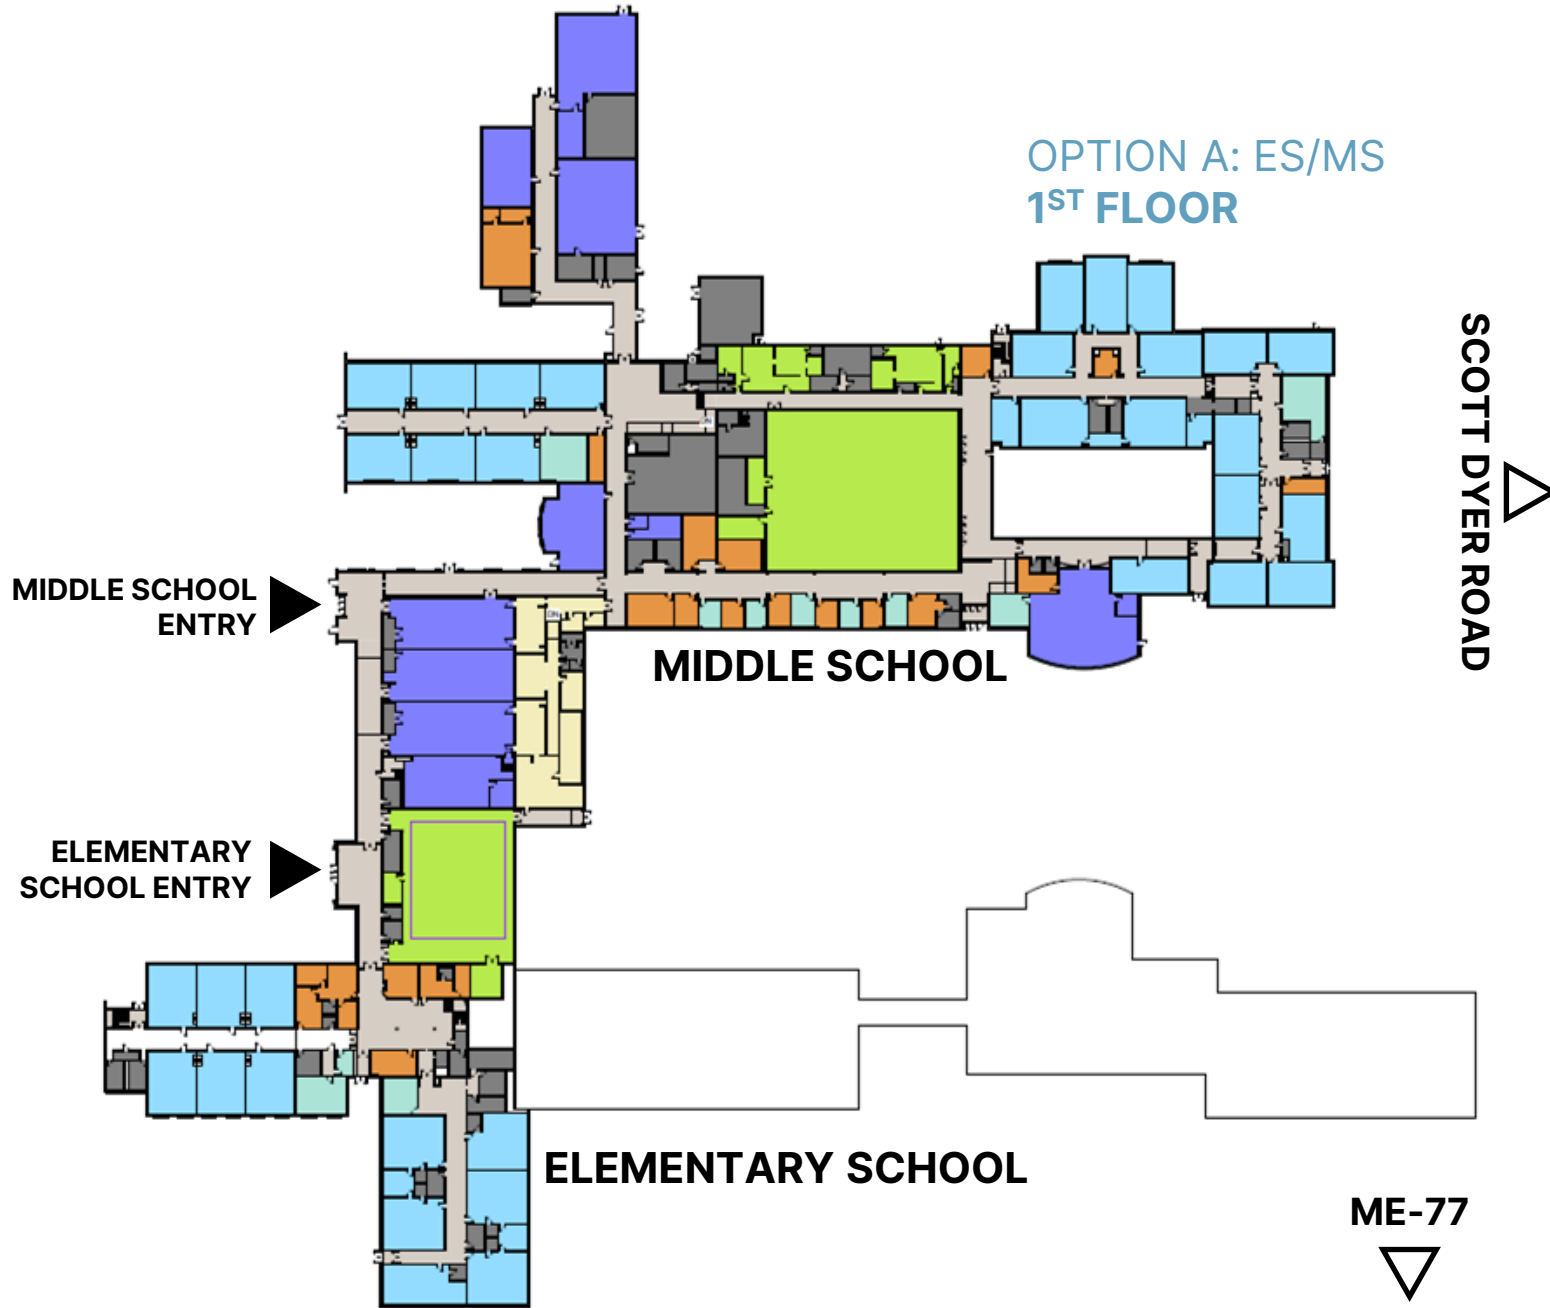 OPTION A: ES/MS
1ST FLOOR
SCOTT DYER ROAD
MIDDLE SCHOOL
ENTRY
MIDDLE SCHOOL
ELEMENTARY
SCHOOL ENTRY
ELEMENTARY SCHOOL
ME-77